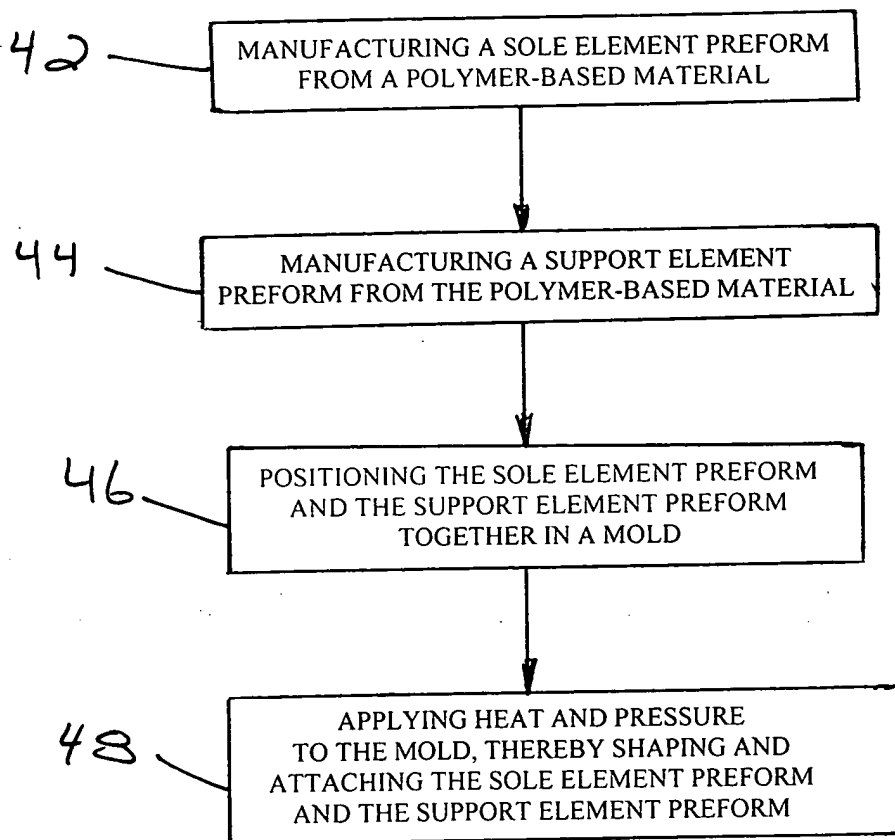 42
MANUFACTURING A SOLE ELEMENT PREFORM
FROM A POLYMER-BASED MATERIAL
44
MANUFACTURING A SUPPORT ELEMENT
PREFORM FROM THE POLYMER-BASED MATERIAL
46
POSITIONING THE SOLE ELEMENT PREFORM
AND THE SUPPORT ELEMENT PREFORM
TOGETHER IN A MOLD
48
APPLYING HEAT AND PRESSURE
TO THE MOLD, THEREBY SHAPING AND
ATTACHING THE SOLE ELEMENT PREFORM
AND THE SUPPORT ELEMENT PREFORM